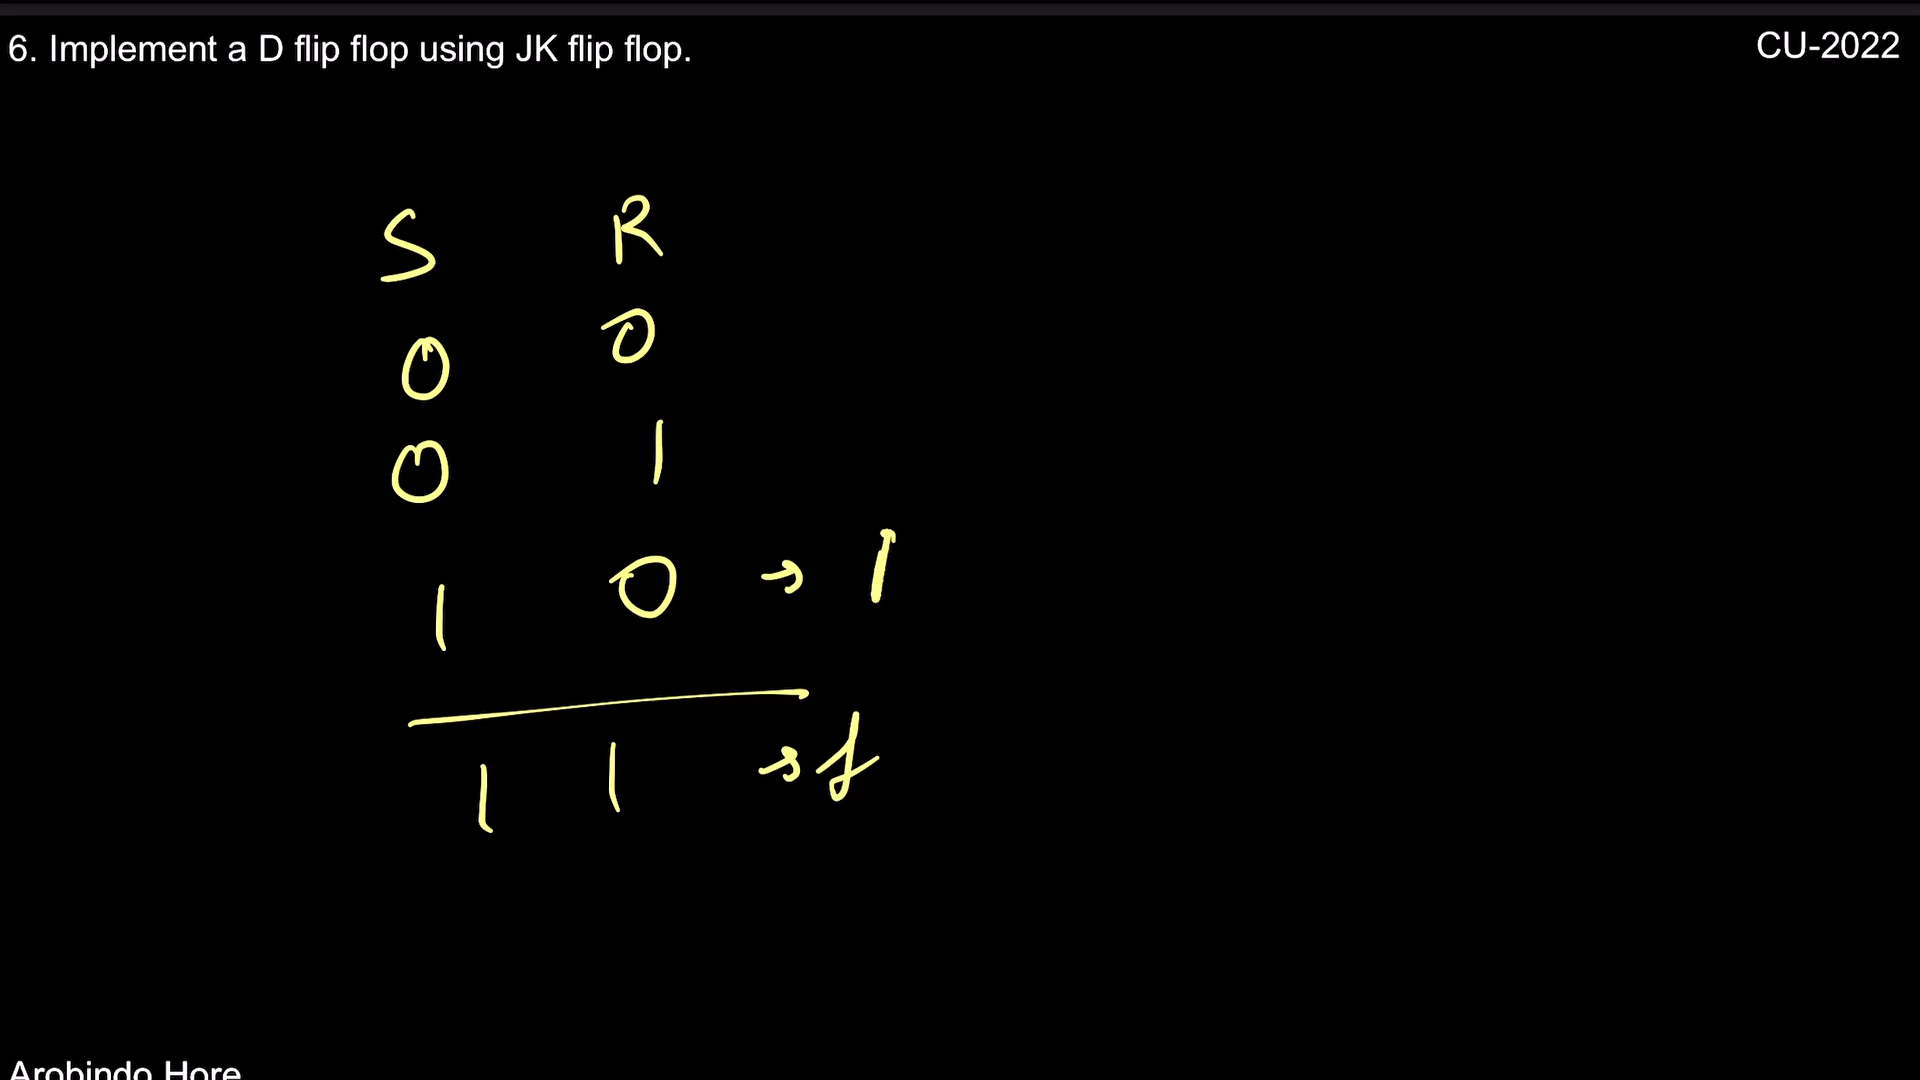 6. Implement a D flip flop using JK flip flop.
CU-2022
S R
0 0
0 1
1 0 → 1
1 1 → f
Arobindo Hore